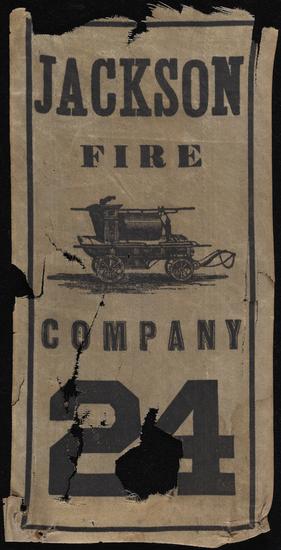 JACKSON
FIRE
COMPANY
24